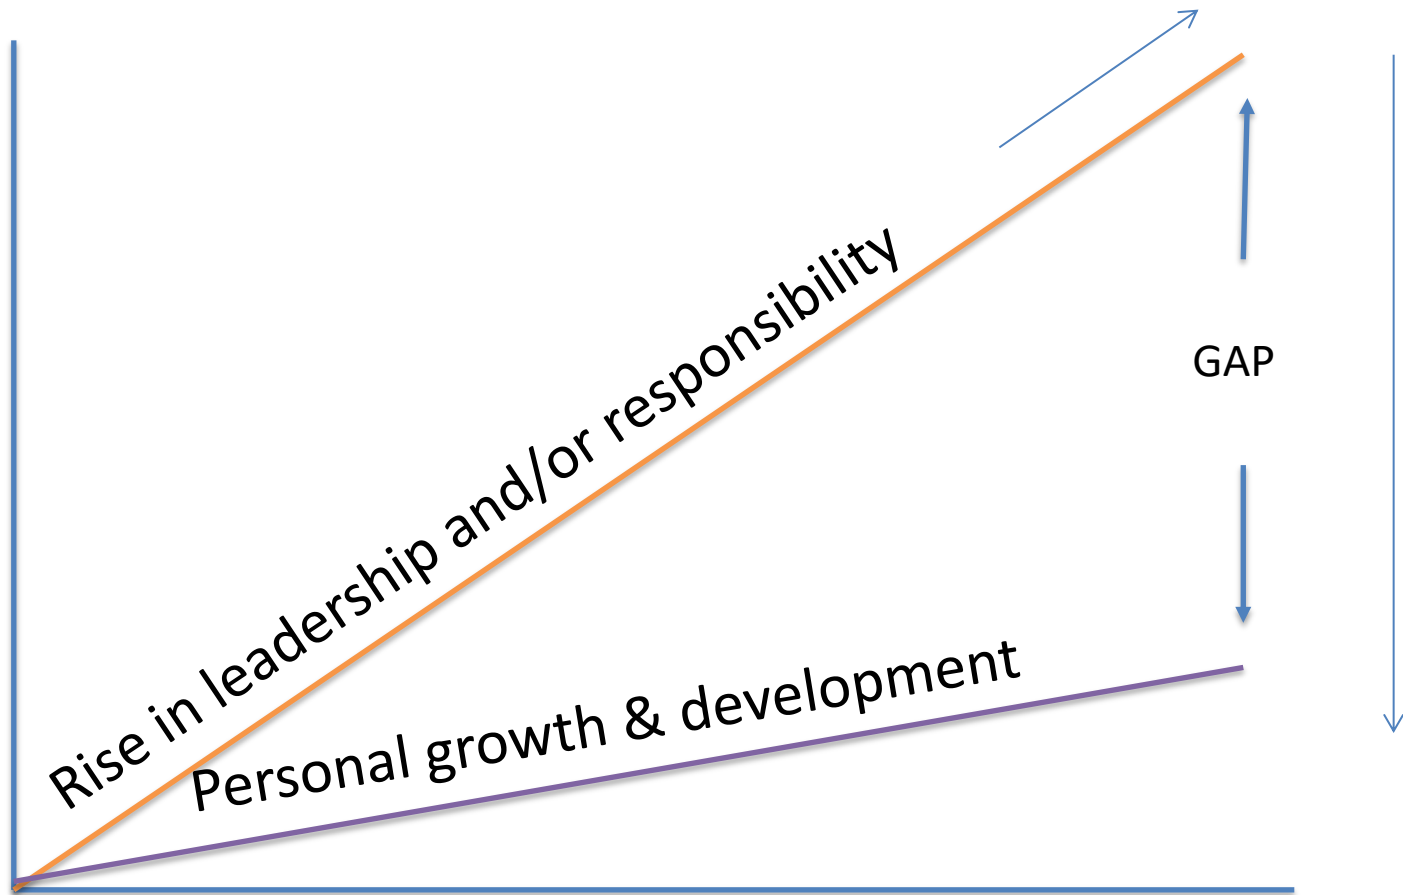 Rise in leadership and/or responsibility
GAP
Personal growth & development